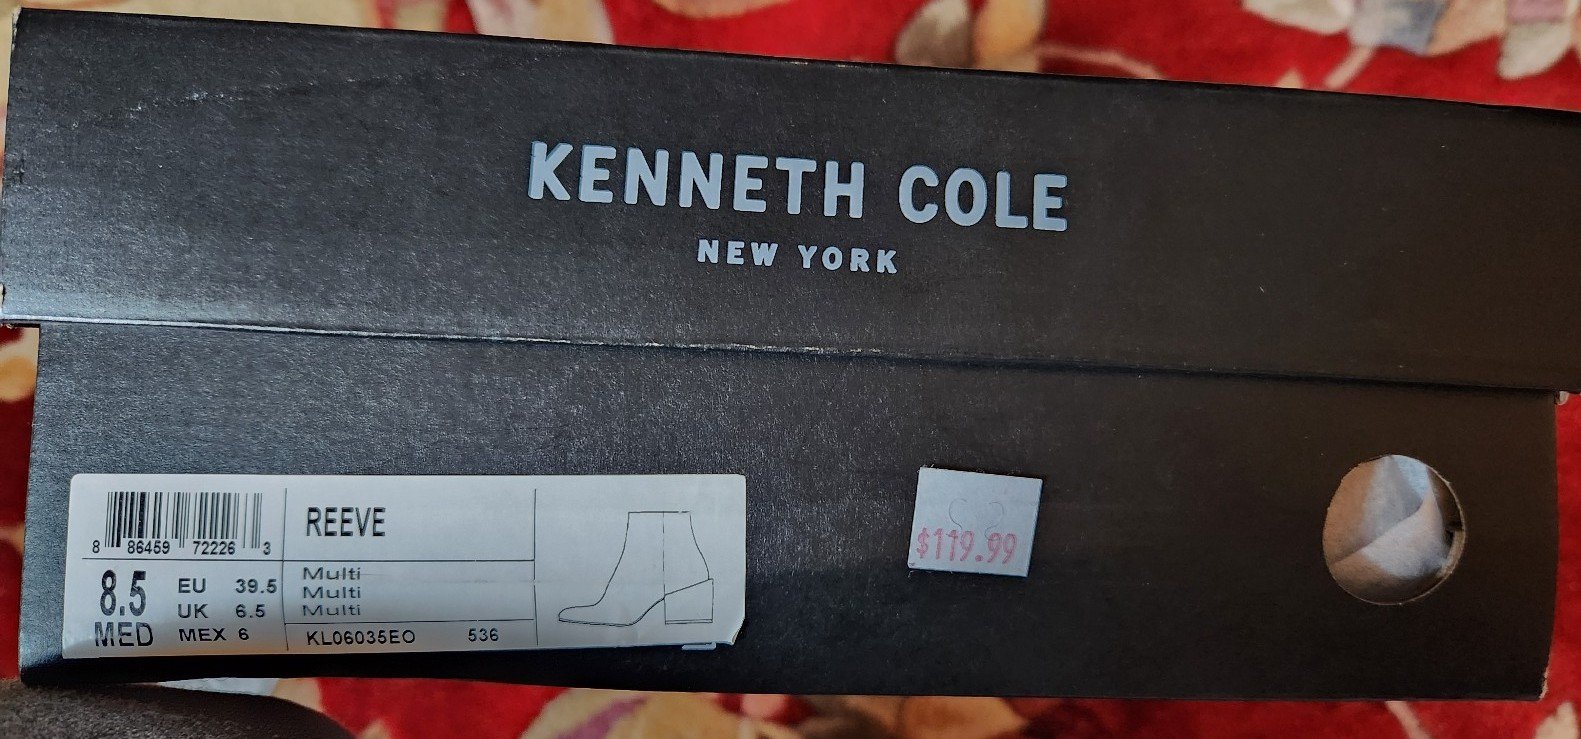 KENNETH COLE
NEW YORK
8 86459 72226 3
REEVE
8.5
MED
EU 39.5
UK 6.5
MEX 6
Multi
Multi
Multi
KL06035EO 536
$119.99